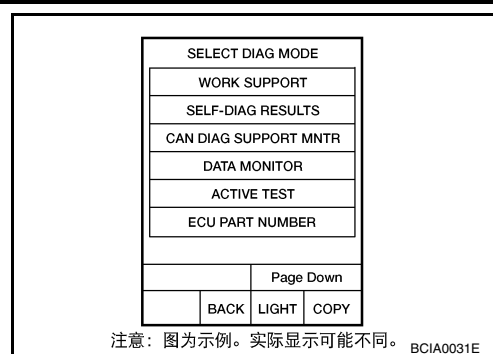 SELECT DIAG MODE
WORK SUPPORT
SELF-DIAG RESULTS
CAN DIAG SUPPORT MNTR
DATA MONITOR
ACTIVE TEST
ECU PART NUMBER
Page Down
BACK LIGHT COPY
注意：图为示例。实际显示可能不同。 BCIA0031E